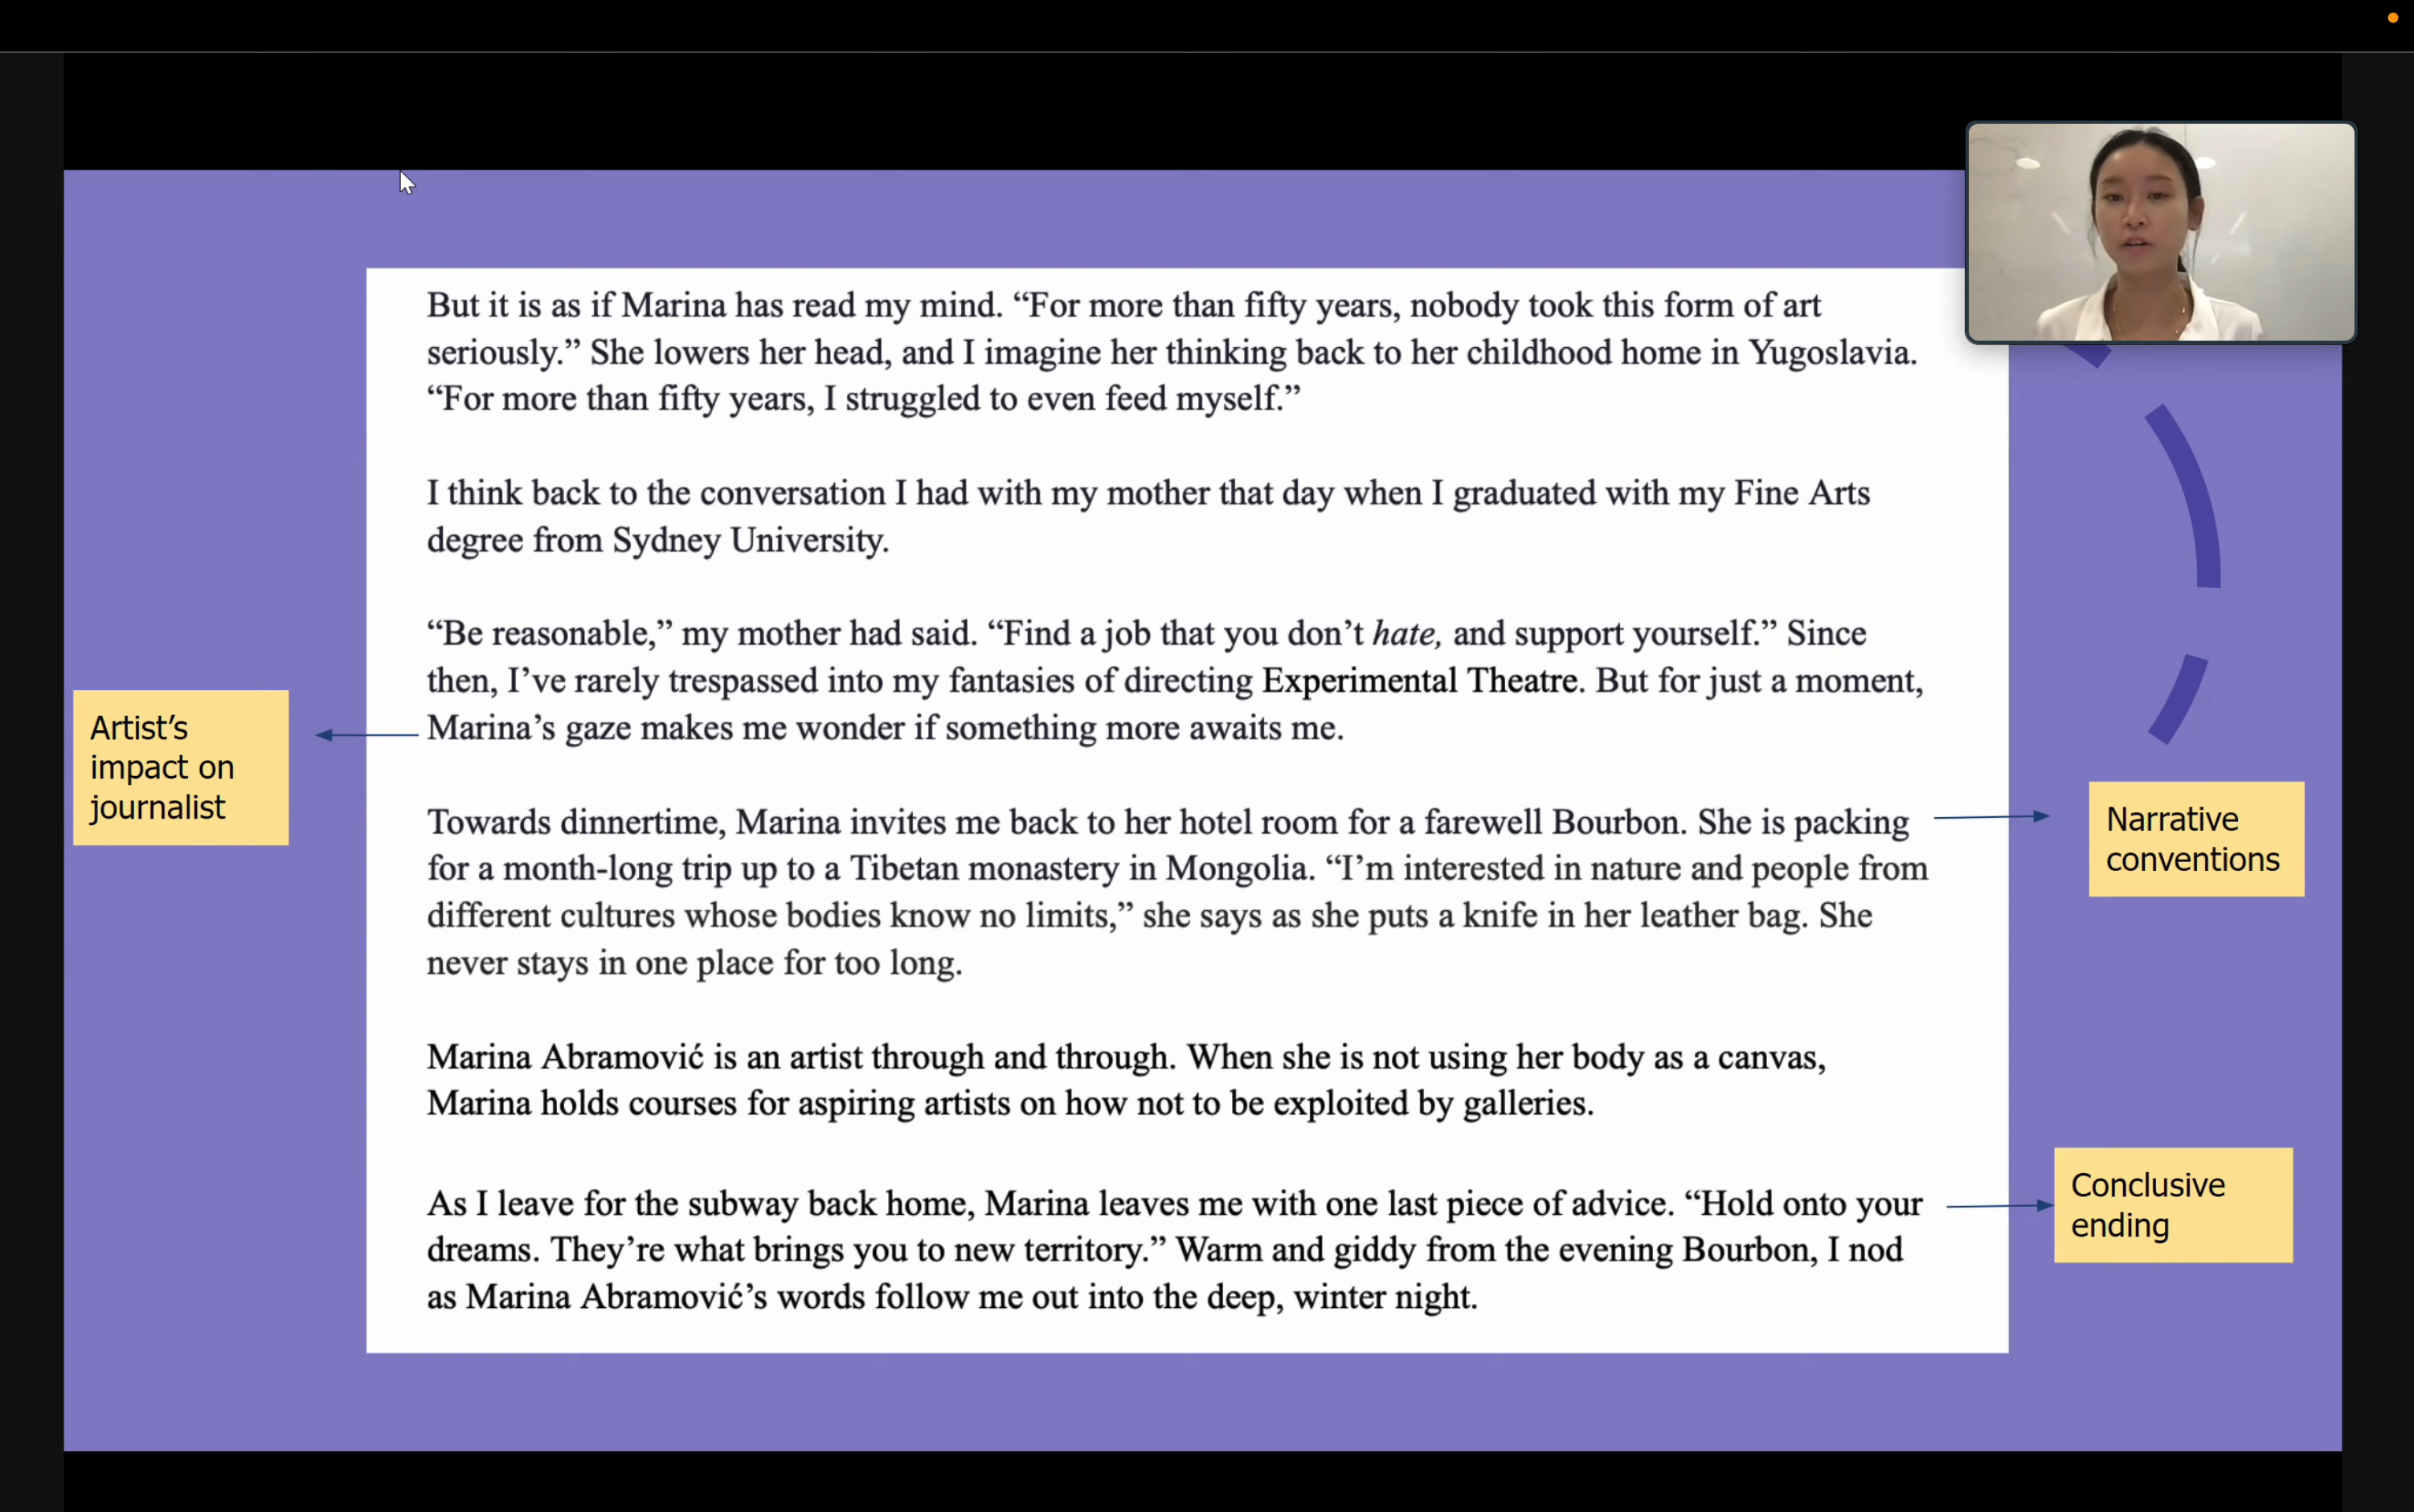 But it is as if Marina has read my mind. “For more than fifty years, nobody took this form of art
seriously.” She lowers her head, and I imagine her thinking back to her childhood home in Yugoslavia.
“For more than fifty years, I struggled to even feed myself.”
I think back to the conversation I had with my mother that day when I graduated with my Fine Arts
degree from Sydney University.
“Be reasonable,” my mother had said. “Find a job that you don’t hate, and support yourself.” Since
then, I’ve rarely trespassed into my fantasies of directing Experimental Theatre. But for just a moment,
Marina’s gaze makes me wonder if something more awaits me.
Artist’s
impact on
journalist
Towards dinnertime, Marina invites me back to her hotel room for a farewell Bourbon. She is packing
for a month-long trip up to a Tibetan monastery in Mongolia. “I’m interested in nature and people from
different cultures whose bodies know no limits,” she says as she puts a knife in her leather bag. She
never stays in one place for too long.
Narrative
conventions
Marina Abramović is an artist through and through. When she is not using her body as a canvas,
Marina holds courses for aspiring artists on how not to be exploited by galleries.
As I leave for the subway back home, Marina leaves me with one last piece of advice. “Hold onto your
dreams. They’re what brings you to new territory.” Warm and giddy from the evening Bourbon, I nod
as Marina Abramović’s words follow me out into the deep, winter night.
Conclusive
ending